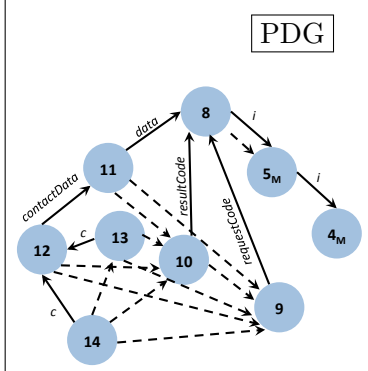 PDG
8
i
data
5M
i
11
resultCode
contactData
requestCode
4M
c
13
12
10
9
c
14